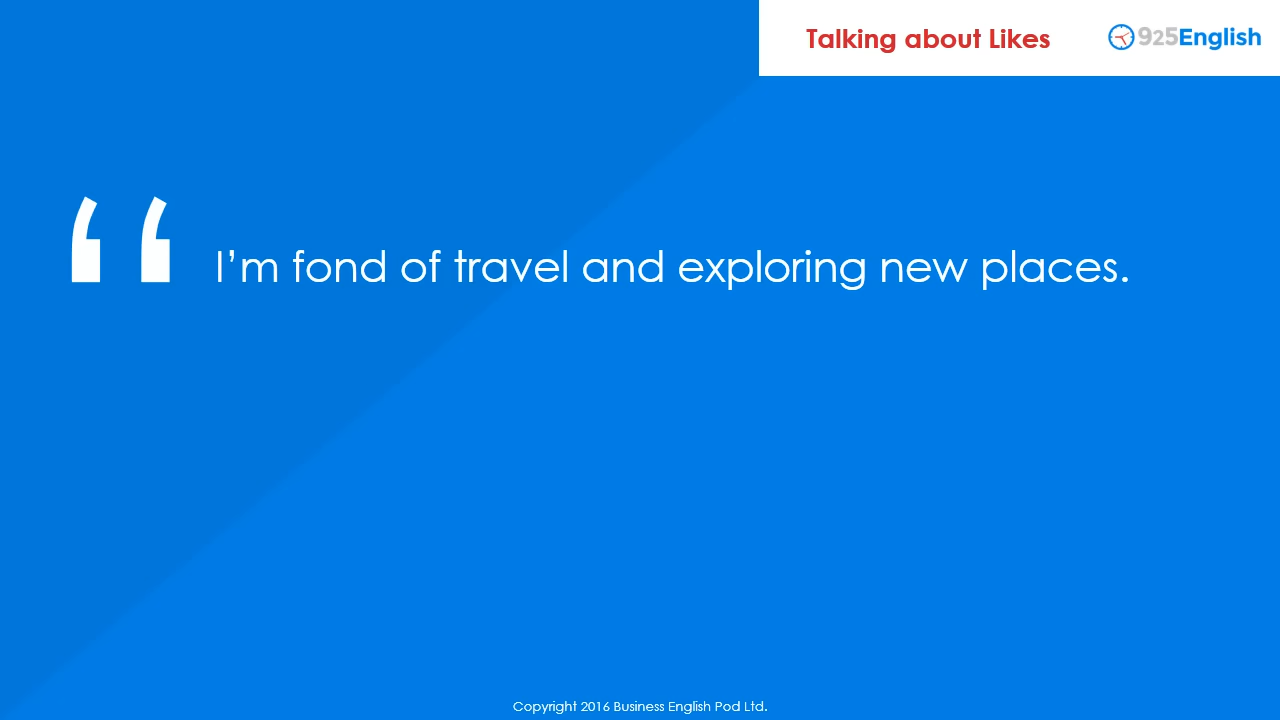 Talking about Likes
925English
“ I’m fond of travel and exploring new places.
Copyright 2016 Business English Pod Ltd.